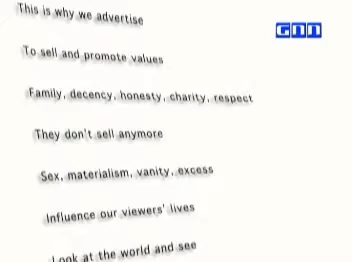 This is why we advertise
GNN
To sell and promote values
Family, decency, honesty, charity, respect
They don't sell anymore
Sex, materialism, vanity, excess
Influence our viewers' lives
Look at the world and see